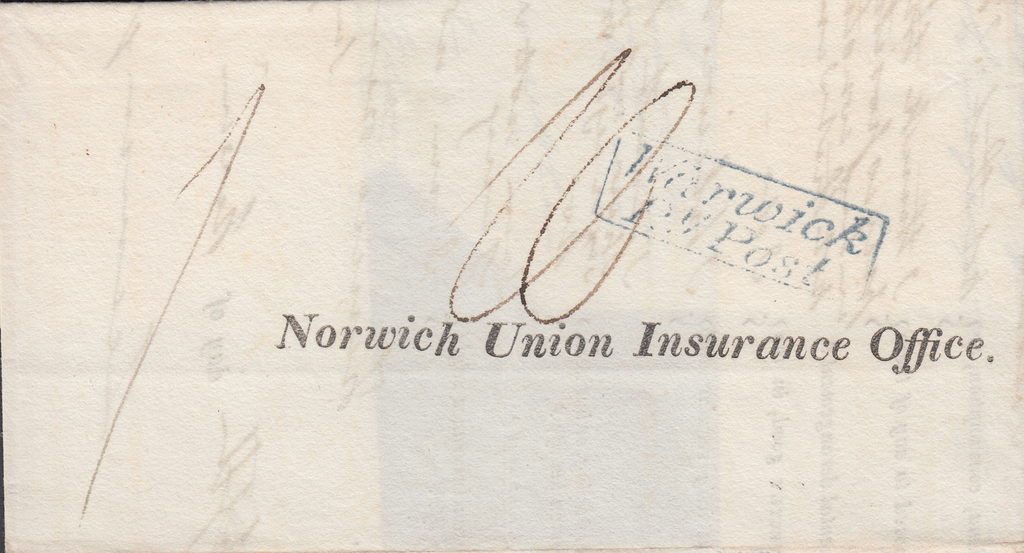 1
10
Warwick
Py Post
Norwich Union Insurance Office.